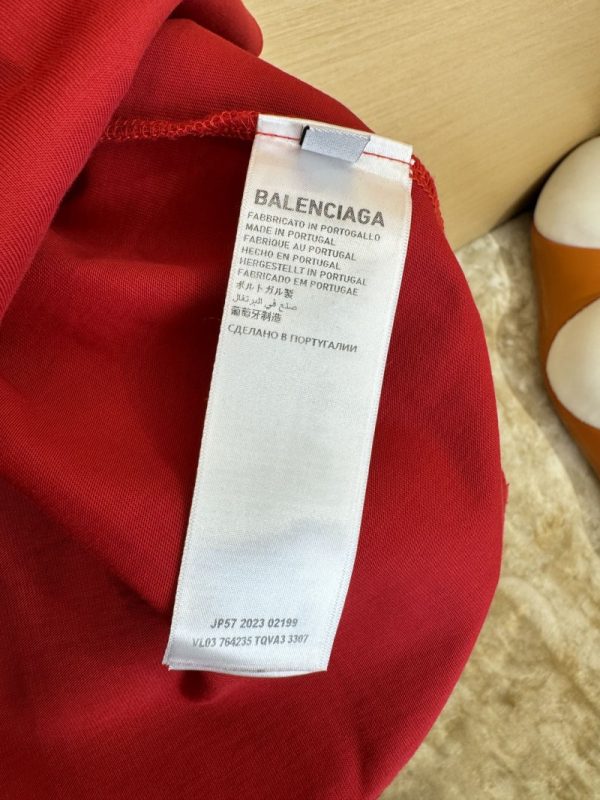 BALENCIAGA
FABBRICATO IN PORTOGALLO
MADE IN PORTUGAL
FABRIQUE AU PORTUGAL
HECHO EN PORTUGAL
HERGESTELLT IN PORTUGAL
FABRICADO EM PORTUGAE
ポルトガル製
صنع في البرتغال
葡萄牙制造
СДЕЛАНО В ПОРТУГАЛИИ
JP57 2023 02199
VL03 764235 TQVA3 3307